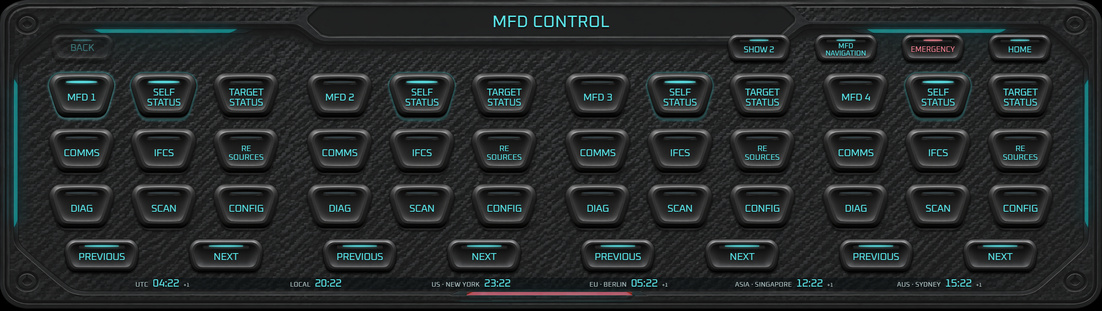 MFD CONTROL
BACK
SHOW 2
MFD
NAVIGATION
EMERGENCY
HOME
MFD 1
SELF
STATUS
TARGET
STATUS
MFD 2
SELF
STATUS
TARGET
STATUS
MFD 3
SELF
STATUS
TARGET
STATUS
MFD 4
SELF
STATUS
TARGET
STATUS
COMMS
IFCS
RE
SOURCES
COMMS
IFCS
RE
SOURCES
COMMS
IFCS
RE
SOURCES
COMMS
IFCS
RE
SOURCES
DIAG
SCAN
CONFIG
DIAG
SCAN
CONFIG
DIAG
SCAN
CONFIG
DIAG
SCAN
CONFIG
PREVIOUS
NEXT
PREVIOUS
NEXT
PREVIOUS
NEXT
PREVIOUS
NEXT
UTC 04:22 +1
LOCAL 20:22
US · NEW YORK 23:22
EU · BERLIN 05:22 +1
ASIA · SINGAPORE 12:22 +1
AUS · SYDNEY 15:22 +1